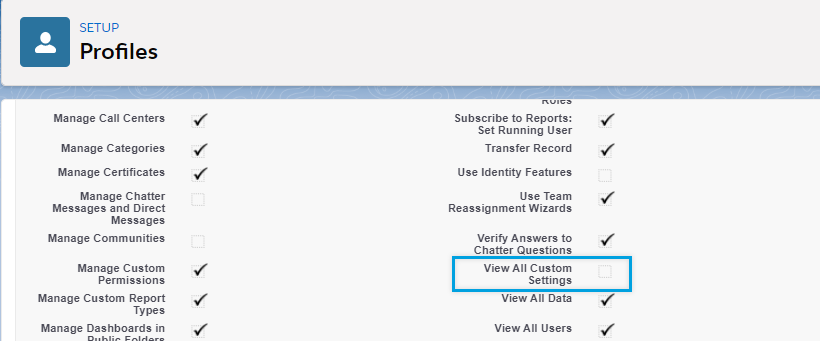 SETUP
Profiles
Roles
Manage Call Centers
Subscribe to Reports:
Set Running User
Manage Categories
Transfer Record
Manage Certificates
Use Identity Features
Manage Chatter
Messages and Direct
Messages
Use Team
Reassignment Wizards
Manage Communities
Verify Answers to
Chatter Questions
Manage Custom
Permissions
View All Custom
Settings
Manage Custom Report
Types
View All Data
Manage Dashboards in
Public Folders
View All Users